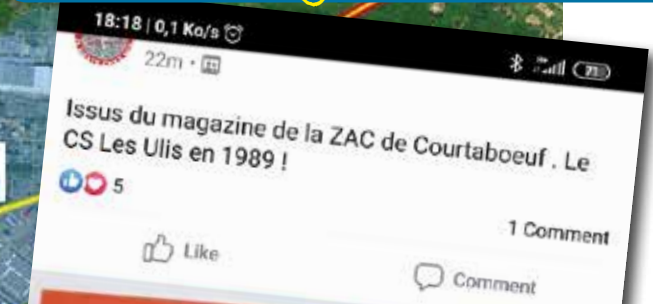 18:18 | 0,1 Ko/s
71
22m ·
Issus du magazine de la ZAC de Courtaboeuf . Le
CS Les Ulis en 1989 !
5
1 Comment
Like
Comment